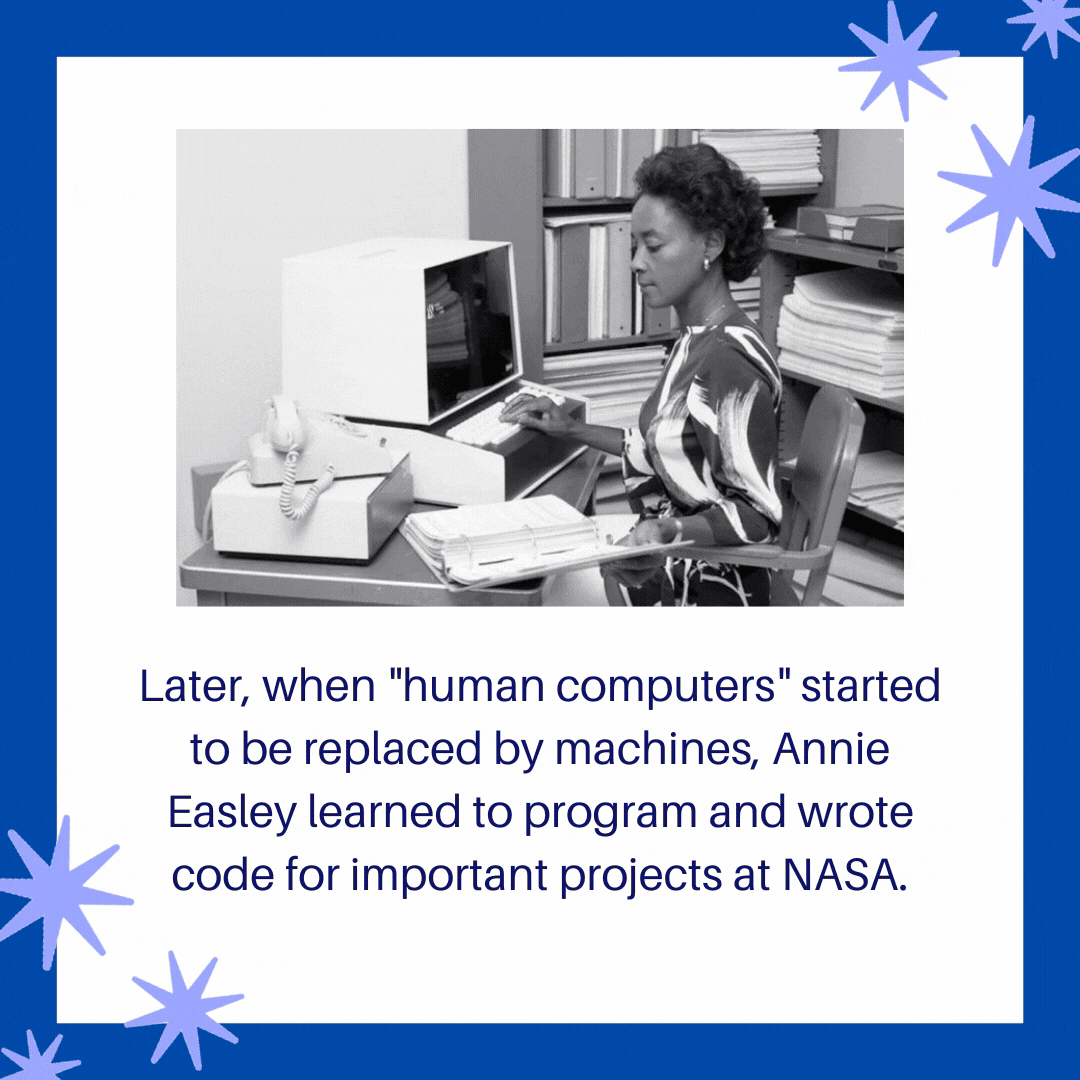 Later, when "human computers" started
to be replaced by machines, Annie
Easley learned to program and wrote
code for important projects at NASA.